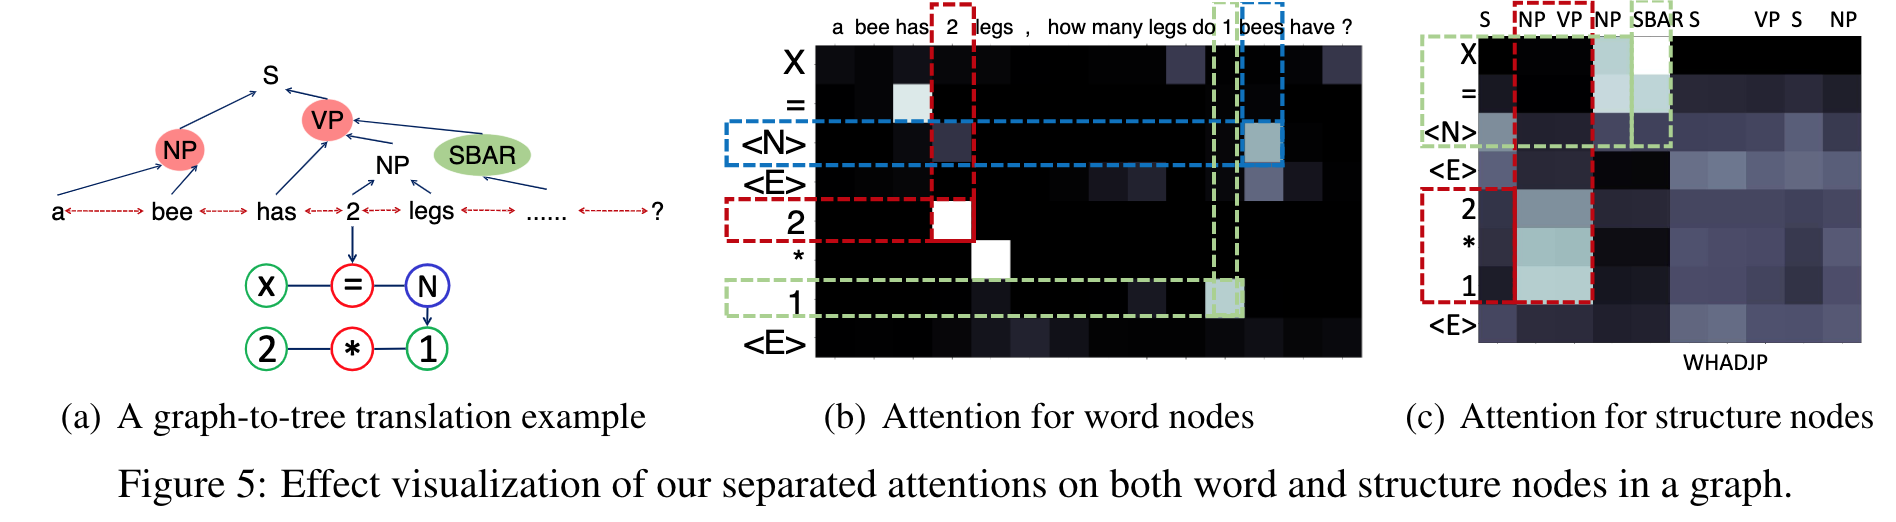 S
VP
NP
NP
SBAR
a bee has 2 legs ...... ?
X = N
2 * 1
(a) A graph-to-tree translation example
a bee has 2 legs , how many legs do 1 bees have ?
X
=
<N>
<E>
2
*
1
<E>
(b) Attention for word nodes
S NP VP NP SBAR S VP S NP
X
=
<N>
<E>
2
*
1
<E>
WHADJP
(c) Attention for structure nodes
Figure 5: Effect visualization of our separated attentions on both word and structure nodes in a graph.